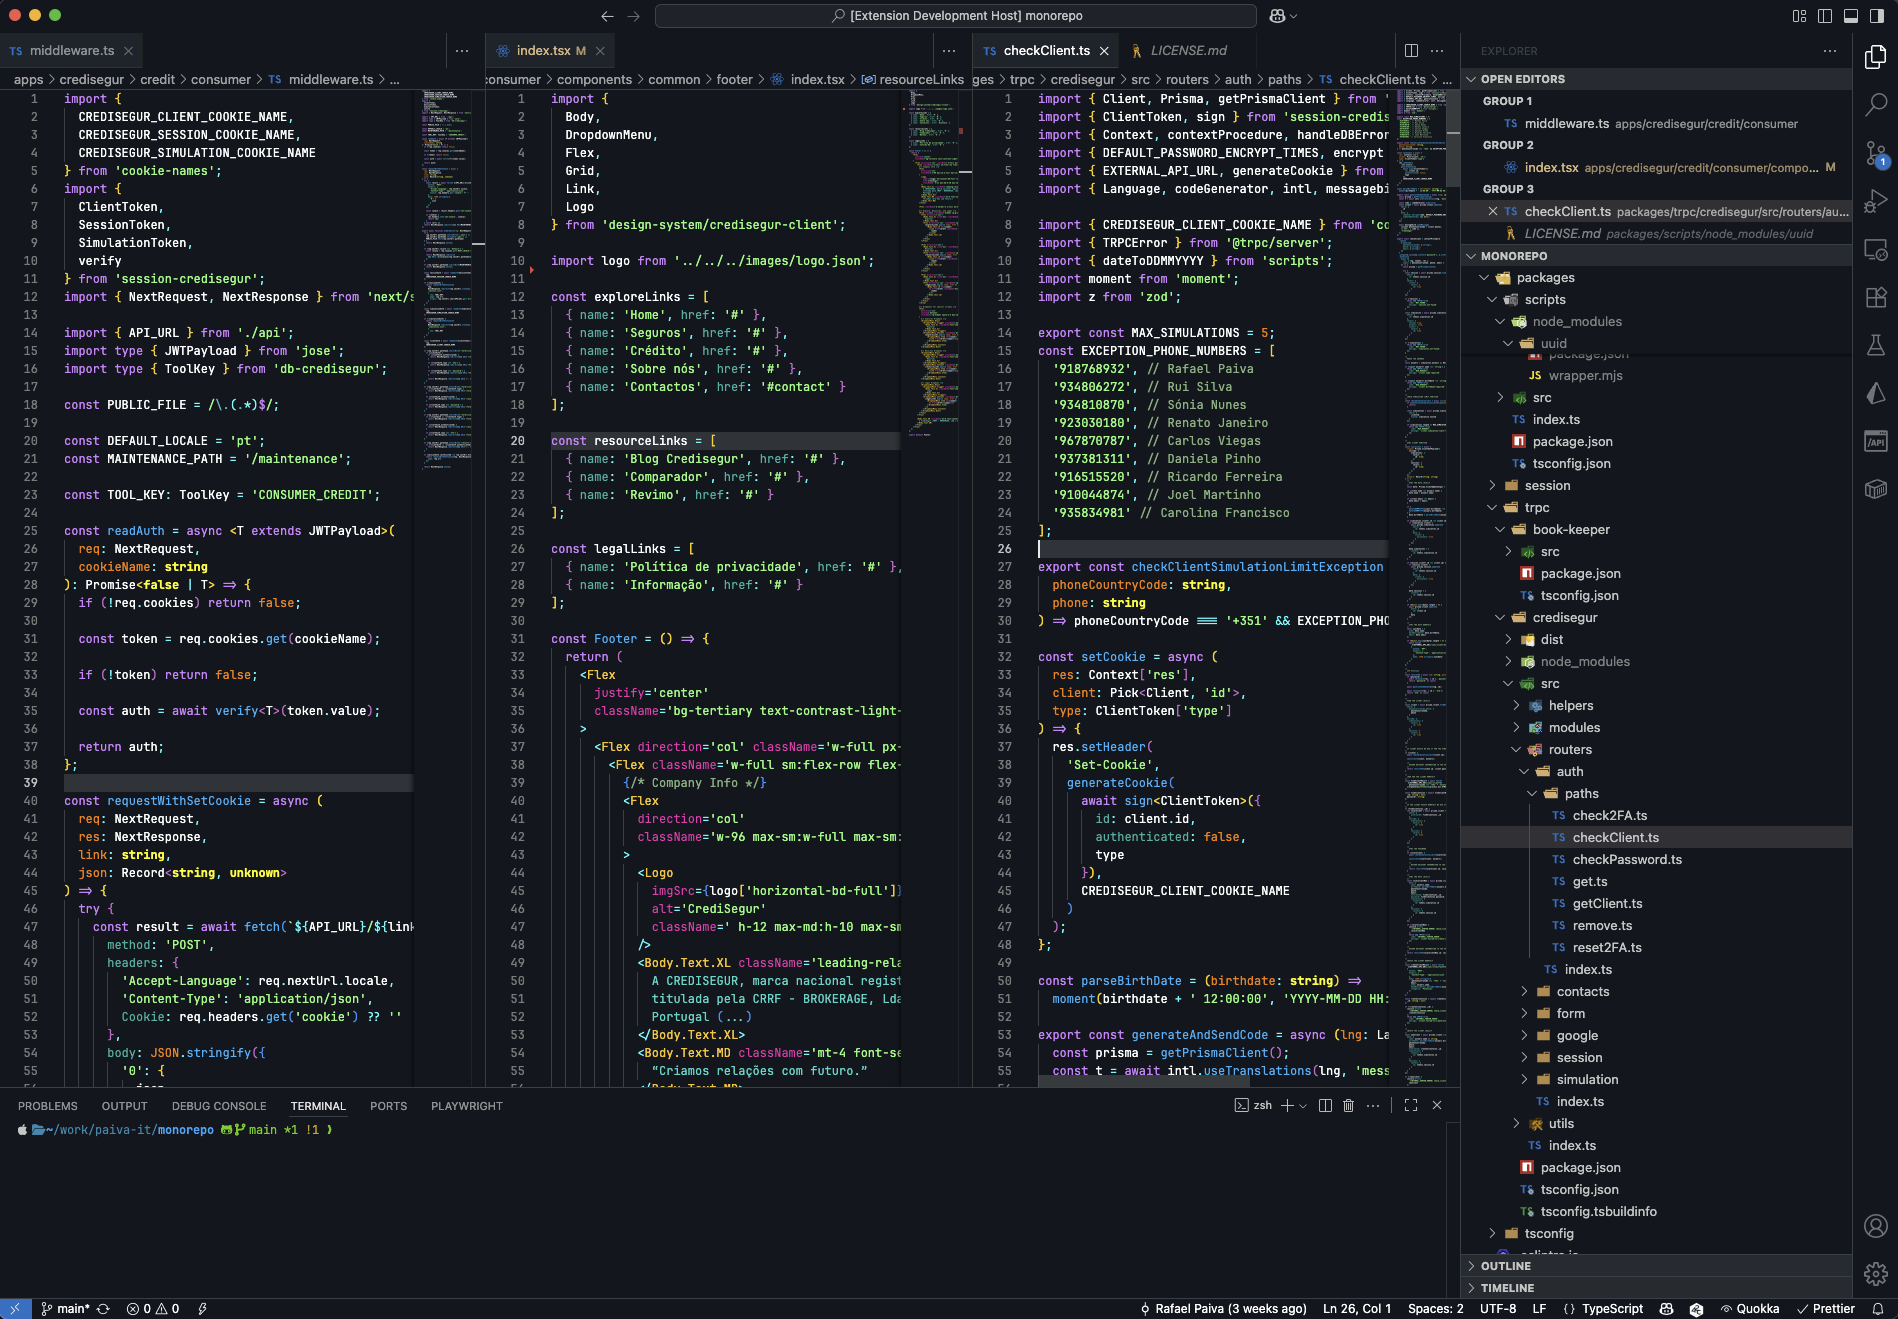 [Extension Development Host] monorepo
TS middleware.ts
apps > credisegur > credit > consumer > TS middleware.ts > ...
1 import {
2 CREDISEGUR_CLIENT_COOKIE_NAME,
3 CREDISEGUR_SESSION_COOKIE_NAME,
4 CREDISEGUR_SIMULATION_COOKIE_NAME
5 } from 'cookie-names';
6 import {
7 ClientToken,
8 SessionToken,
9 SimulationToken,
10 verify
11 } from 'session-credisegur';
12 import { NextRequest, NextResponse } from 'next/s
13
14 import { API_URL } from './api';
15 import type { JWTPayload } from 'jose';
16 import type { ToolKey } from 'db-credisegur';
17
18 const PUBLIC_FILE = /\.(.*)$/;
19
20 const DEFAULT_LOCALE = 'pt';
21 const MAINTENANCE_PATH = '/maintenance';
22
23 const TOOL_KEY: ToolKey = 'CONSUMER_CREDIT';
24
25 const readAuth = async <T extends JWTPayload>(
26 req: NextRequest,
27 cookieName: string
28 ): Promise<false | T> => {
29 if (!req.cookies) return false;
30
31 const token = req.cookies.get(cookieName);
32
33 if (!token) return false;
34
35 const auth = await verify<T>(token.value);
36
37 return auth;
38 };
39
40 const requestWithSetCookie = async (
41 req: NextRequest,
42 res: NextResponse,
43 link: string,
44 json: Record<string, unknown>
45 ) => {
46 try {
47 const result = await fetch(`${API_URL}/${link
48 method: 'POST',
49 headers: {
50 'Accept-Language': req.nextUrl.locale,
51 'Content-Type': 'application/json',
52 Cookie: req.headers.get('cookie') ?? ''
53 },
54 body: JSON.stringify({
55 '0': {
index.tsx M
consumer > components > common > footer > index.tsx > resourceLinks
1 import {
2 Body,
3 DropdownMenu,
4 Flex,
5 Grid,
6 Link,
7 Logo
8 } from 'design-system/credisegur-client';
9
10 import logo from '../../../images/logo.json';
11
12 const exploreLinks = [
13 { name: 'Home', href: '#' },
14 { name: 'Seguros', href: '#' },
15 { name: 'Crédito', href: '#' },
16 { name: 'Sobre nós', href: '#' },
17 { name: 'Contactos', href: '#contact' }
18 ];
19
20 const resourceLinks = [
21 { name: 'Blog Credisegur', href: '#' },
22 { name: 'Comparador', href: '#' },
23 { name: 'Revimo', href: '#' }
24 ];
25
26 const legalLinks = [
27 { name: 'Política de privacidade', href: '#' },
28 { name: 'Informação', href: '#' }
29 ];
30
31 const Footer = () => {
32 return (
33 <Flex
34 justify='center'
35 className='bg-tertiary text-contrast-light-
36 >
37 <Flex direction='col' className='w-full px-
38 <Flex className='w-full sm:flex-row flex-
39 {/* Company Info */}
40 <Flex
41 direction='col'
42 className='w-96 max-sm:w-full max-sm:
43 >
44 <Logo
45 imgSrc={logo['horizontal-bd-full']}
46 alt='CrediSegur'
47 className=' h-12 max-md:h-10 max-sm
48 />
49 <Body.Text.XL className='leading-rela
50 A CREDISEGUR, marca nacional regist
51 titulada pela CRRF - BROKERAGE, Lda
52 Portugal (...)
53 </Body.Text.XL>
54 <Body.Text.MD className='mt-4 font-se
55 “Criamos relações com futuro.”
56 </Body.Text.MD>
TS checkClient.ts
LICENSE.md
ges > trpc > credisegur > src > routers > auth > paths > TS checkClient.ts > ...
1 import { Client, Prisma, getPrismaClient } from '
2 import { ClientToken, sign } from 'session-credis
3 import { Context, contextProcedure, handleDBError
4 import { DEFAULT_PASSWORD_ENCRYPT_TIMES, encrypt
5 import { EXTERNAL_API_URL, generateCookie } from
6 import { Language, codeGenerator, intl, messagebi
7
8 import { CREDISEGUR_CLIENT_COOKIE_NAME } from 'co
9 import { TRPCError } from '@trpc/server';
10 import { dateToDDMMYYYY } from 'scripts';
11 import moment from 'moment';
12 import z from 'zod';
13
14 export const MAX_SIMULATIONS = 5;
15 const EXCEPTION_PHONE_NUMBERS = [
16 '918768932', // Rafael Paiva
17 '934806272', // Rui Silva
18 '934810870', // Sónia Nunes
19 '923030180', // Renato Janeiro
20 '967870787', // Carlos Viegas
21 '937381311', // Daniela Pinho
22 '916515520', // Ricardo Ferreira
23 '910044874', // Joel Martinho
24 '935834981' // Carolina Francisco
25 ];
26
27 export const checkClientSimulationLimitException
28 phoneCountryCode: string,
29 phone: string
30 ) => phoneCountryCode === '+351' && EXCEPTION_PHO
31
32 const setCookie = async (
33 res: Context['res'],
34 client: Pick<Client, 'id'>,
35 type: ClientToken['type']
36 ) => {
37 res.setHeader(
38 'Set-Cookie',
39 generateCookie(
40 await sign<ClientToken>({
41 id: client.id,
42 authenticated: false,
43 type
44 }),
45 CREDISEGUR_CLIENT_COOKIE_NAME
46 )
47 );
48 };
49
50 const parseBirthDate = (birthdate: string) =>
51 moment(birthdate + ' 12:00:00', 'YYYY-MM-DD HH:
52
53 export const generateAndSendCode = async (lng: La
54 const prisma = getPrismaClient();
55 const t = await intl.useTranslations(lng, 'mess
EXPLORER
OPEN EDITORS
GROUP 1
TS middleware.ts apps/credisegur/credit/consumer
GROUP 2
index.tsx apps/credisegur/credit/consumer/compo... M
GROUP 3
TS checkClient.ts packages/trpc/credisegur/src/routers/au...
LICENSE.md packages/scripts/node_modules/uuid
MONOREPO
packages
scripts
node_modules
uuid
package.json
JS wrapper.mjs
src
TS index.ts
package.json
TS tsconfig.json
session
trpc
book-keeper
src
package.json
TS tsconfig.json
credisegur
dist
node_modules
src
helpers
modules
routers
auth
paths
TS check2FA.ts
TS checkClient.ts
TS checkPassword.ts
TS get.ts
TS getClient.ts
TS remove.ts
TS reset2FA.ts
TS index.ts
contacts
form
google
session
simulation
TS index.ts
utils
TS index.ts
package.json
TS tsconfig.json
TS tsconfig.tsbuildinfo
tsconfig
OUTLINE
TIMELINE
1
/API
PROBLEMS OUTPUT DEBUG CONSOLE TERMINAL PORTS PLAYWRIGHT
zsh
~/work/paiva-it/monorepo main *1 !1 ❯
main* 0 0
Rafael Paiva (3 weeks ago) Ln 26, Col 1 Spaces: 2 UTF-8 LF {} TypeScript Quokka Prettier